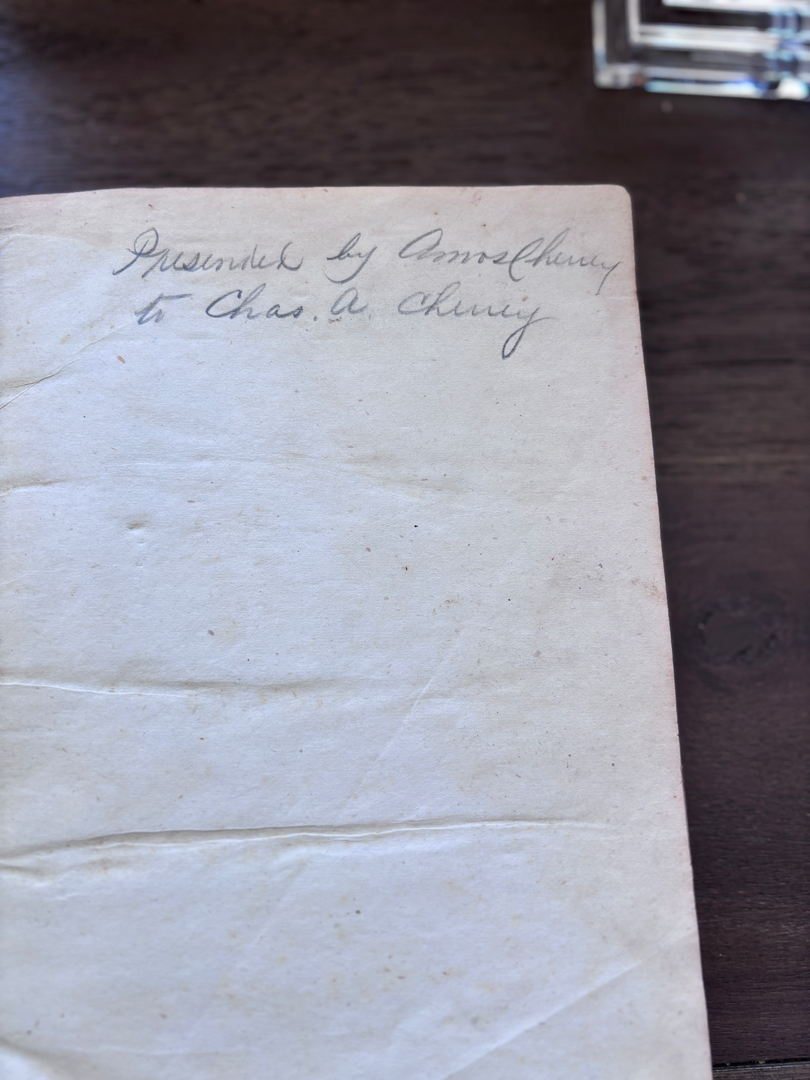 Presented by Amos Cheney
to Chas. A. Cheney